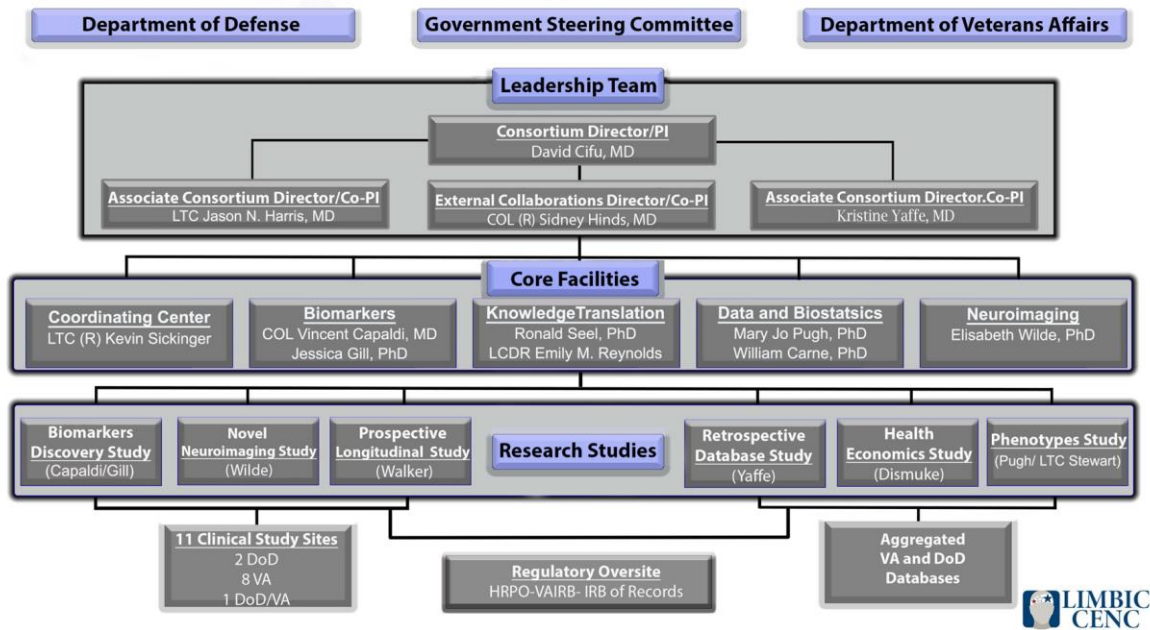 Department of Defense
Government Steering Committee
Department of Veterans Affairs
Leadership Team
Consortium Director/PI
David Cifu, MD
Associate Consortium Director/Co-PI
LTC Jason N. Harris, MD
External Collaborations Director/Co-PI
COL (R) Sidney Hinds, MD
Associate Consortium Director.Co-PI
Kristine Yaffe, MD
Core Facilities
Coordinating Center
LTC (R) Kevin Sickinger
Biomarkers
COL Vincent Capaldi, MD
Jessica Gill, PhD
KnowledgeTranslation
Ronald Seel, PhD
LCDR Emily M. Reynolds
Data and Biostatsics
Mary Jo Pugh, PhD
William Carne, PhD
Neuroimaging
Elisabeth Wilde, PhD
Biomarkers
Discovery Study
(Capaldi/Gill)
Novel
Neuroimaging Study
(Wilde)
Prospective
Longitudinal Study
(Walker)
Research Studies
Retrospective
Database Study
(Yaffe)
Health
Economics Study
(Dismuke)
Phenotypes Study
(Pugh/ LTC Stewart)
11 Clinical Study Sites
2 DoD
8 VA
1 DoD/VA
Regulatory Oversite
HRPO-VAIRB- IRB of Records
Aggregated
VA and DoD
Databases
LIMBIC
CENC